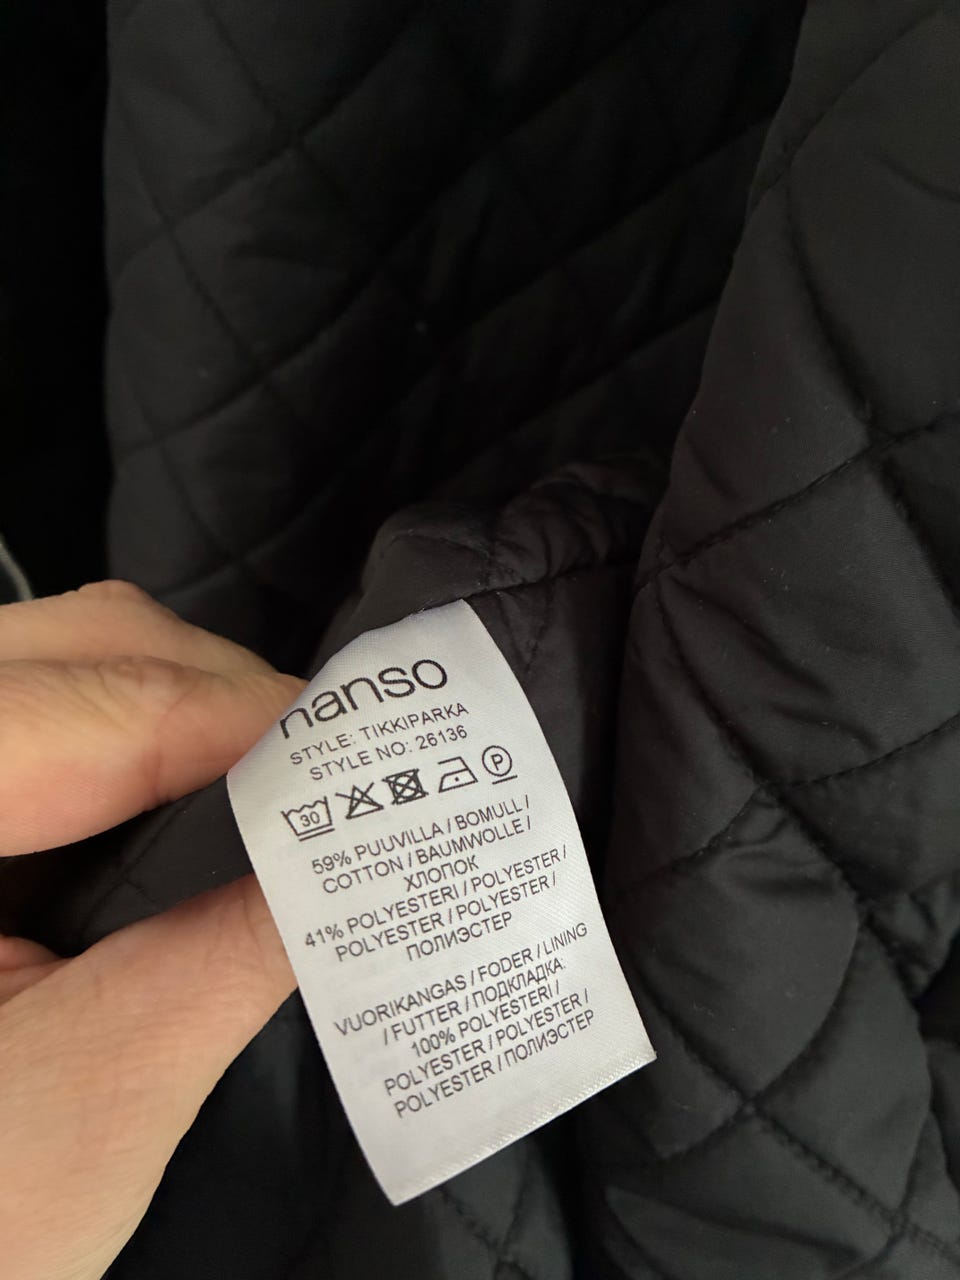 nanso
STYLE: TIKKIPARKA
STYLE NO: 26136
30 P
59% PUUVILLA / BOMULL /
COTTON / BAUMWOLLE /
ХЛОПОК
41% POLYESTERI / POLYESTER /
POLYESTER / POLYESTER /
ПОЛИЭСТЕР
VUORIKANGAS / FODER / LINING
/ FUTTER / ПОДКЛАДКА:
100% POLYESTERI /
POLYESTER / POLYESTER /
POLYESTER / ПОЛИЭСТЕР